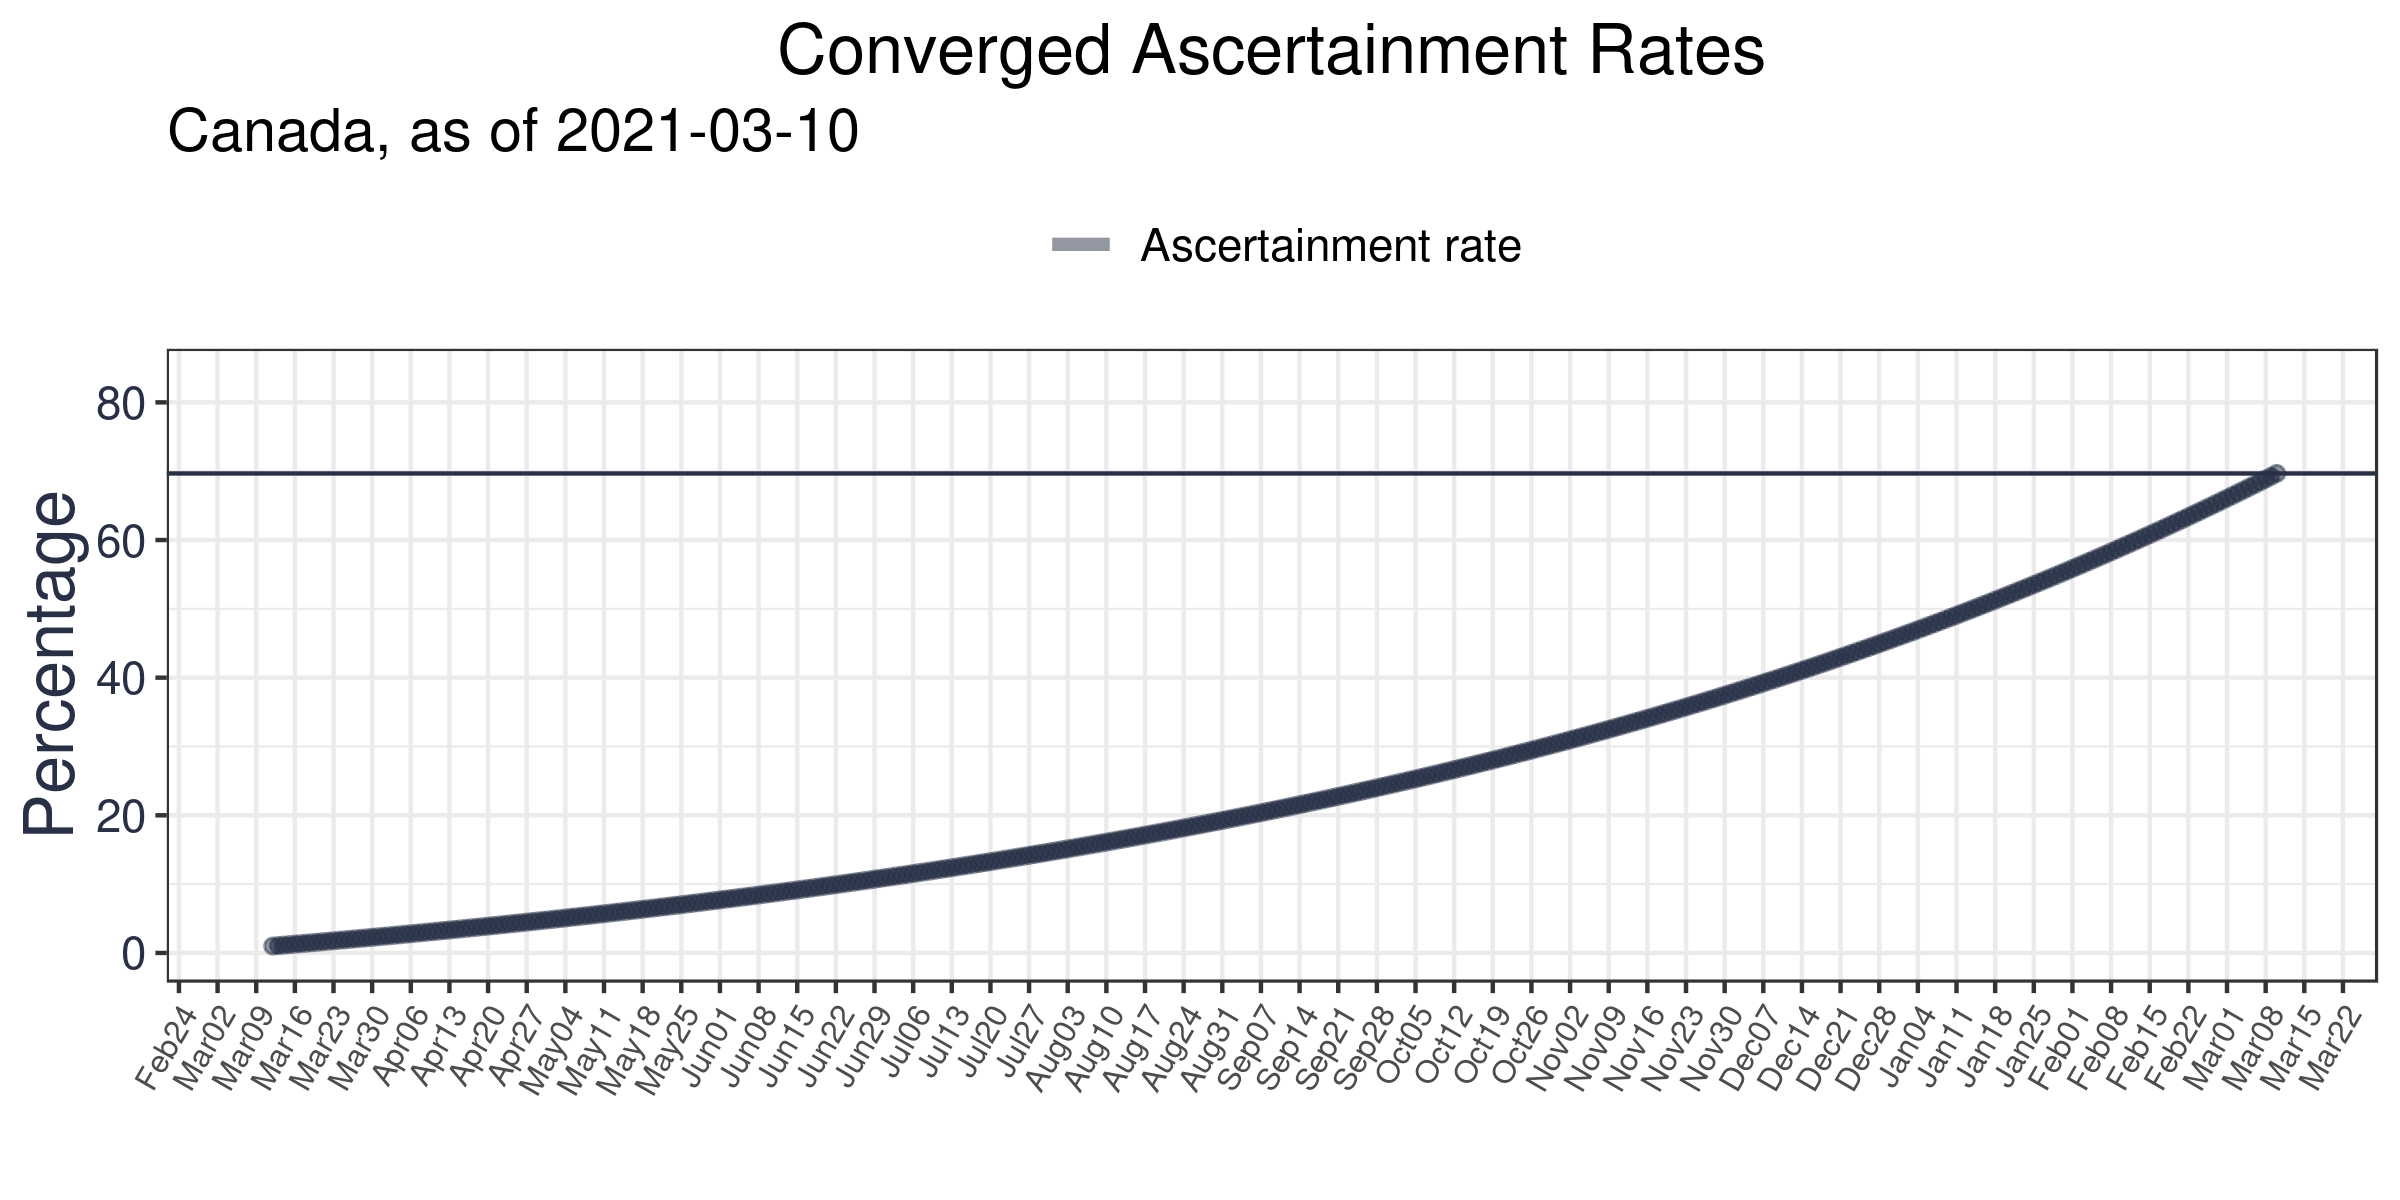 Converged Ascertainment Rates
Canada, as of 2021-03-10
Ascertainment rate
Percentage
80
60
40
20
0
Feb24 Mar02 Mar09 Mar16 Mar23 Mar30 Apr06 Apr13 Apr20 Apr27 May04 May11 May18 May25 Jun01 Jun08 Jun15 Jun22 Jun29 Jul06 Jul13 Jul20 Jul27 Aug03 Aug10 Aug17 Aug24 Aug31 Sep07 Sep14 Sep21 Sep28 Oct05 Oct12 Oct19 Oct26 Nov02 Nov09 Nov16 Nov23 Nov30 Dec07 Dec14 Dec21 Dec28 Jan04 Jan11 Jan18 Jan25 Feb01 Feb08 Feb15 Feb22 Mar01 Mar08 Mar15 Mar22